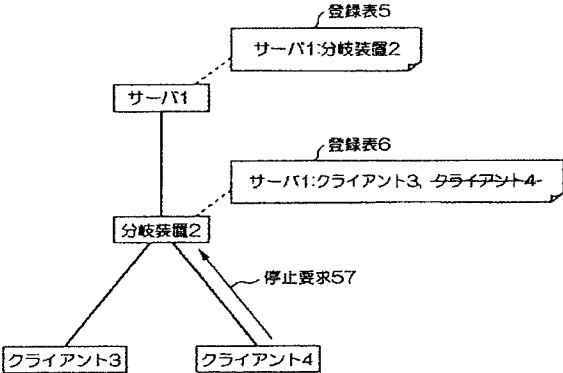 登録表5
サーバ1:分岐装置2
サーバ1
登録表6
サーバ1:クライアント3, クライアント4
分岐装置2
停止要求57
クライアント3
クライアント4